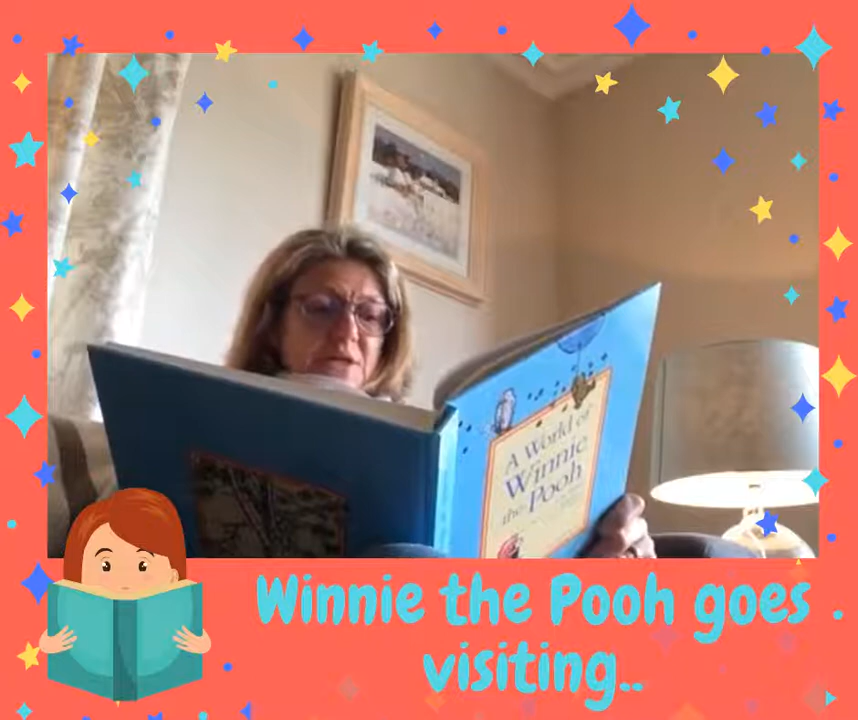 A World of
Winnie
the Pooh
Winnie the Pooh goes
visiting..